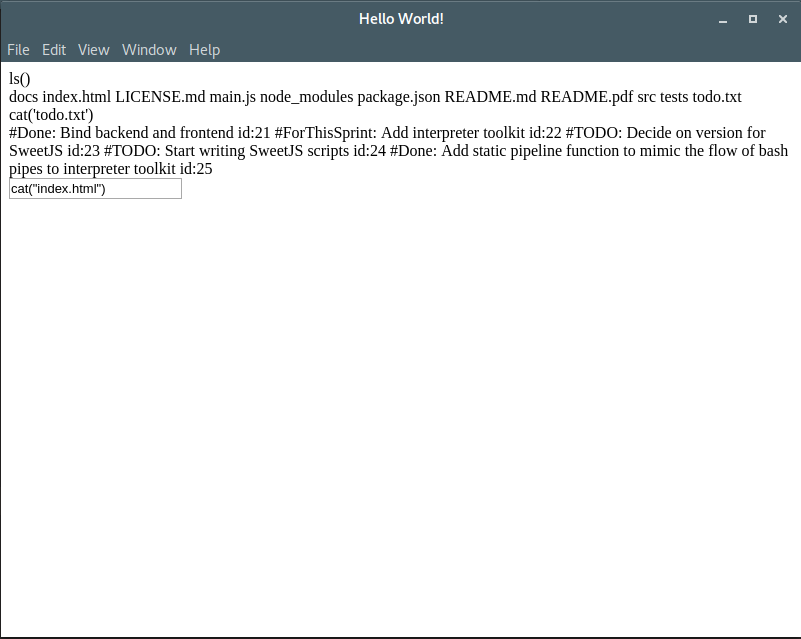 Hello World!
File Edit View Window Help
ls()
docs index.html LICENSE.md main.js node_modules package.json README.md README.pdf src tests todo.txt
cat('todo.txt')
#Done: Bind backend and frontend id:21 #ForThisSprint: Add interpreter toolkit id:22 #TODO: Decide on version for
SweetJS id:23 #TODO: Start writing SweetJS scripts id:24 #Done: Add static pipeline function to mimic the flow of bash
pipes to interpreter toolkit id:25
cat("index.html")